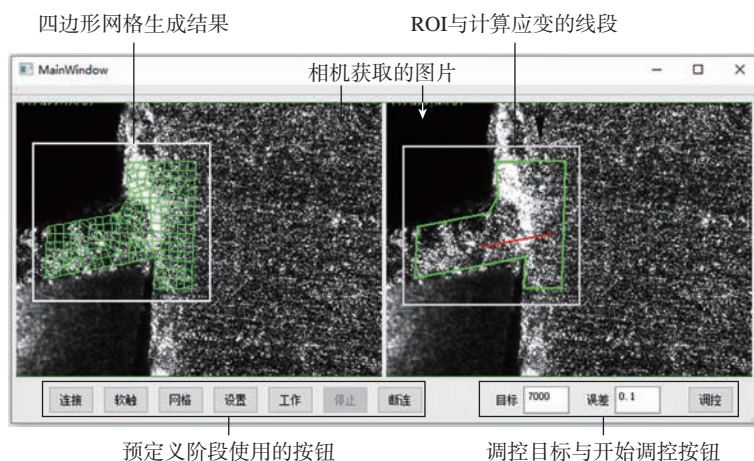 四边形网格生成结果
ROI与计算应变的线段
MainWindow
相机获取的图片
连接 软触 网格 设置 工作 停止 断连
目标 7000 误差 0.1 调控
预定义阶段使用的按钮
调控目标与开始调控按钮